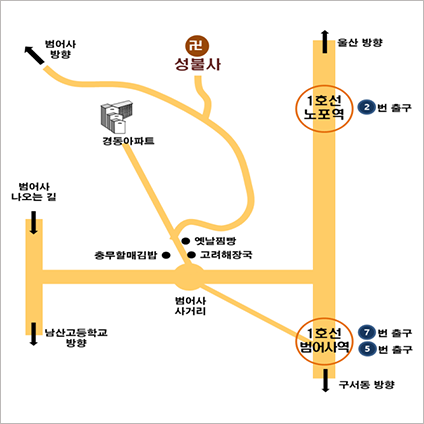 범어사
방향
卍
성불사
울산 방향
1호선
노포역
2 번 출구
경동아파트
범어사
나오는 길
옛날찜빵
충무할매김밥
고려해장국
범어사
사거리
남산고등학교
방향
1호선
범어사역
7 번 출구
5 번 출구
구서동 방향